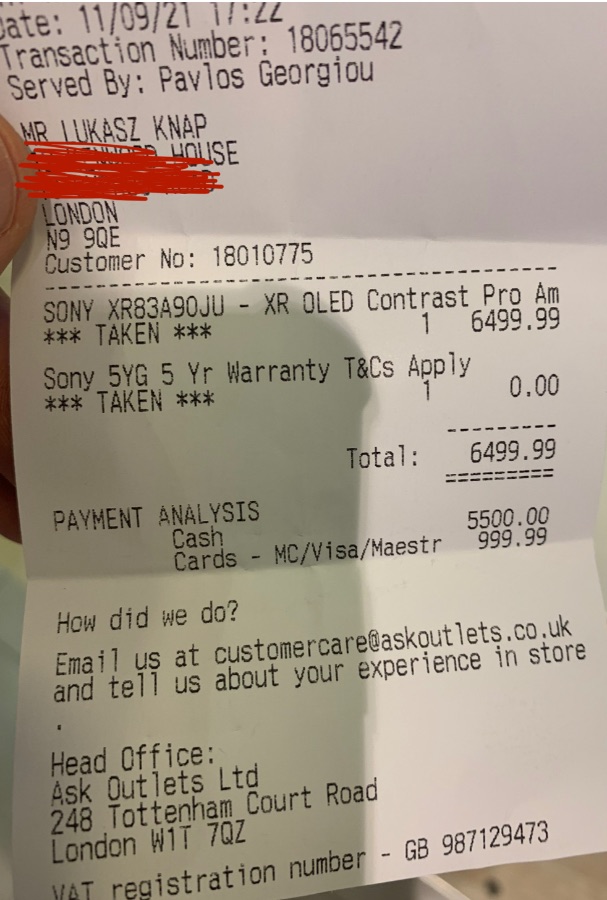 Date: 11/09/21 17:22
Transaction Number: 18065542
Served By: Pavlos Georgiou
MR LUKASZ KNAP
HOUSE
LONDON
N9 9QE
Customer No: 18010775
--------------------------------------
SONY XR83A90JU - XR OLED Contrast Pro Am
*** TAKEN *** 1 6499.99
Sony 5YG 5 Yr Warranty T&Cs Apply
*** TAKEN *** 1 0.00
---------
Total: 6499.99
=========
PAYMENT ANALYSIS
Cash 5500.00
Cards - MC/Visa/Maestr 999.99
How did we do?
Email us at customercare@askoutlets.co.uk
and tell us about your experience in store
.
Head Office:
Ask Outlets Ltd
248 Tottenham Court Road
London W1T 7QZ
VAT registration number - GB 987129473